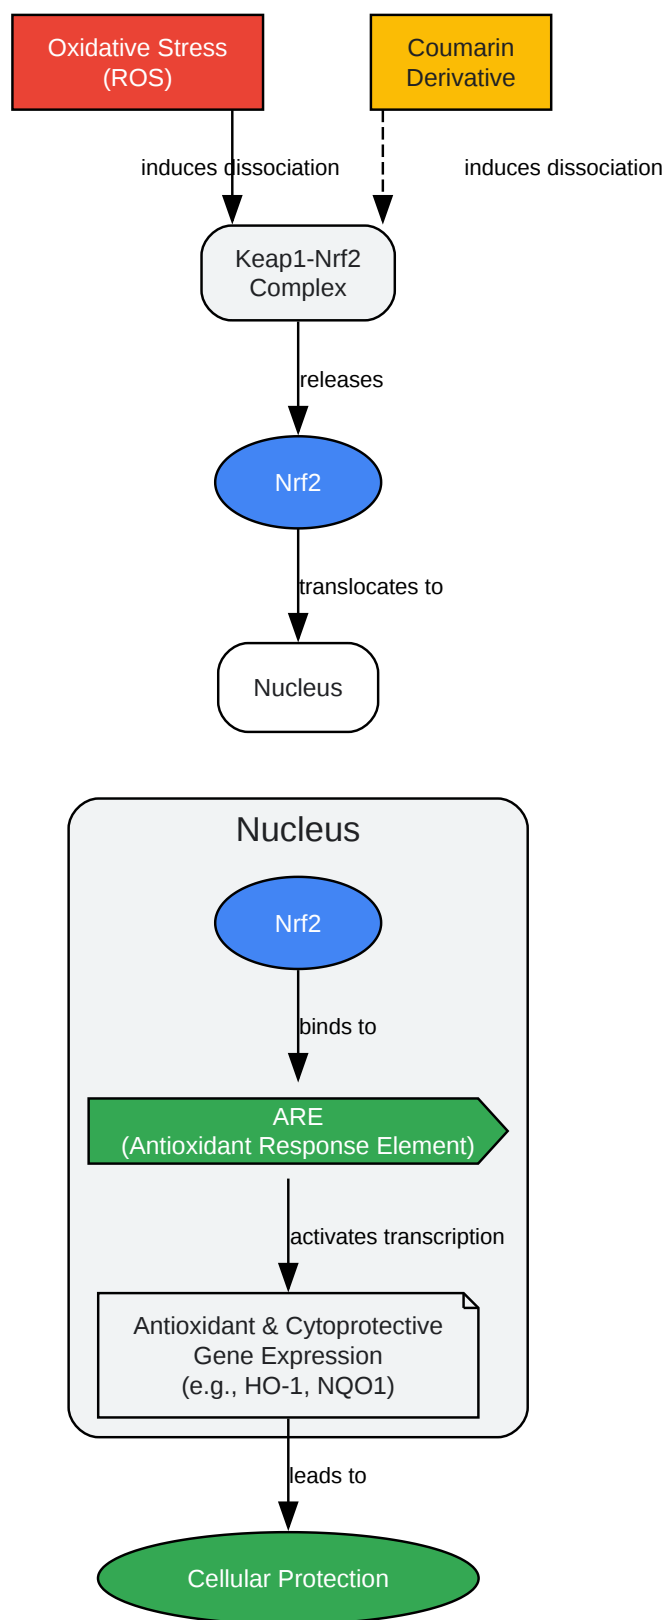 Oxidative Stress
(ROS)
Coumarin
Derivative
induces dissociation
induces dissociation
Keap1-Nrf2
Complex
releases
Nrf2
translocates to
Nucleus
Nucleus
Nrf2
binds to
ARE
(Antioxidant Response Element)
activates transcription
Antioxidant & Cytoprotective
Gene Expression
(e.g., HO-1, NQO1)
leads to
Cellular Protection